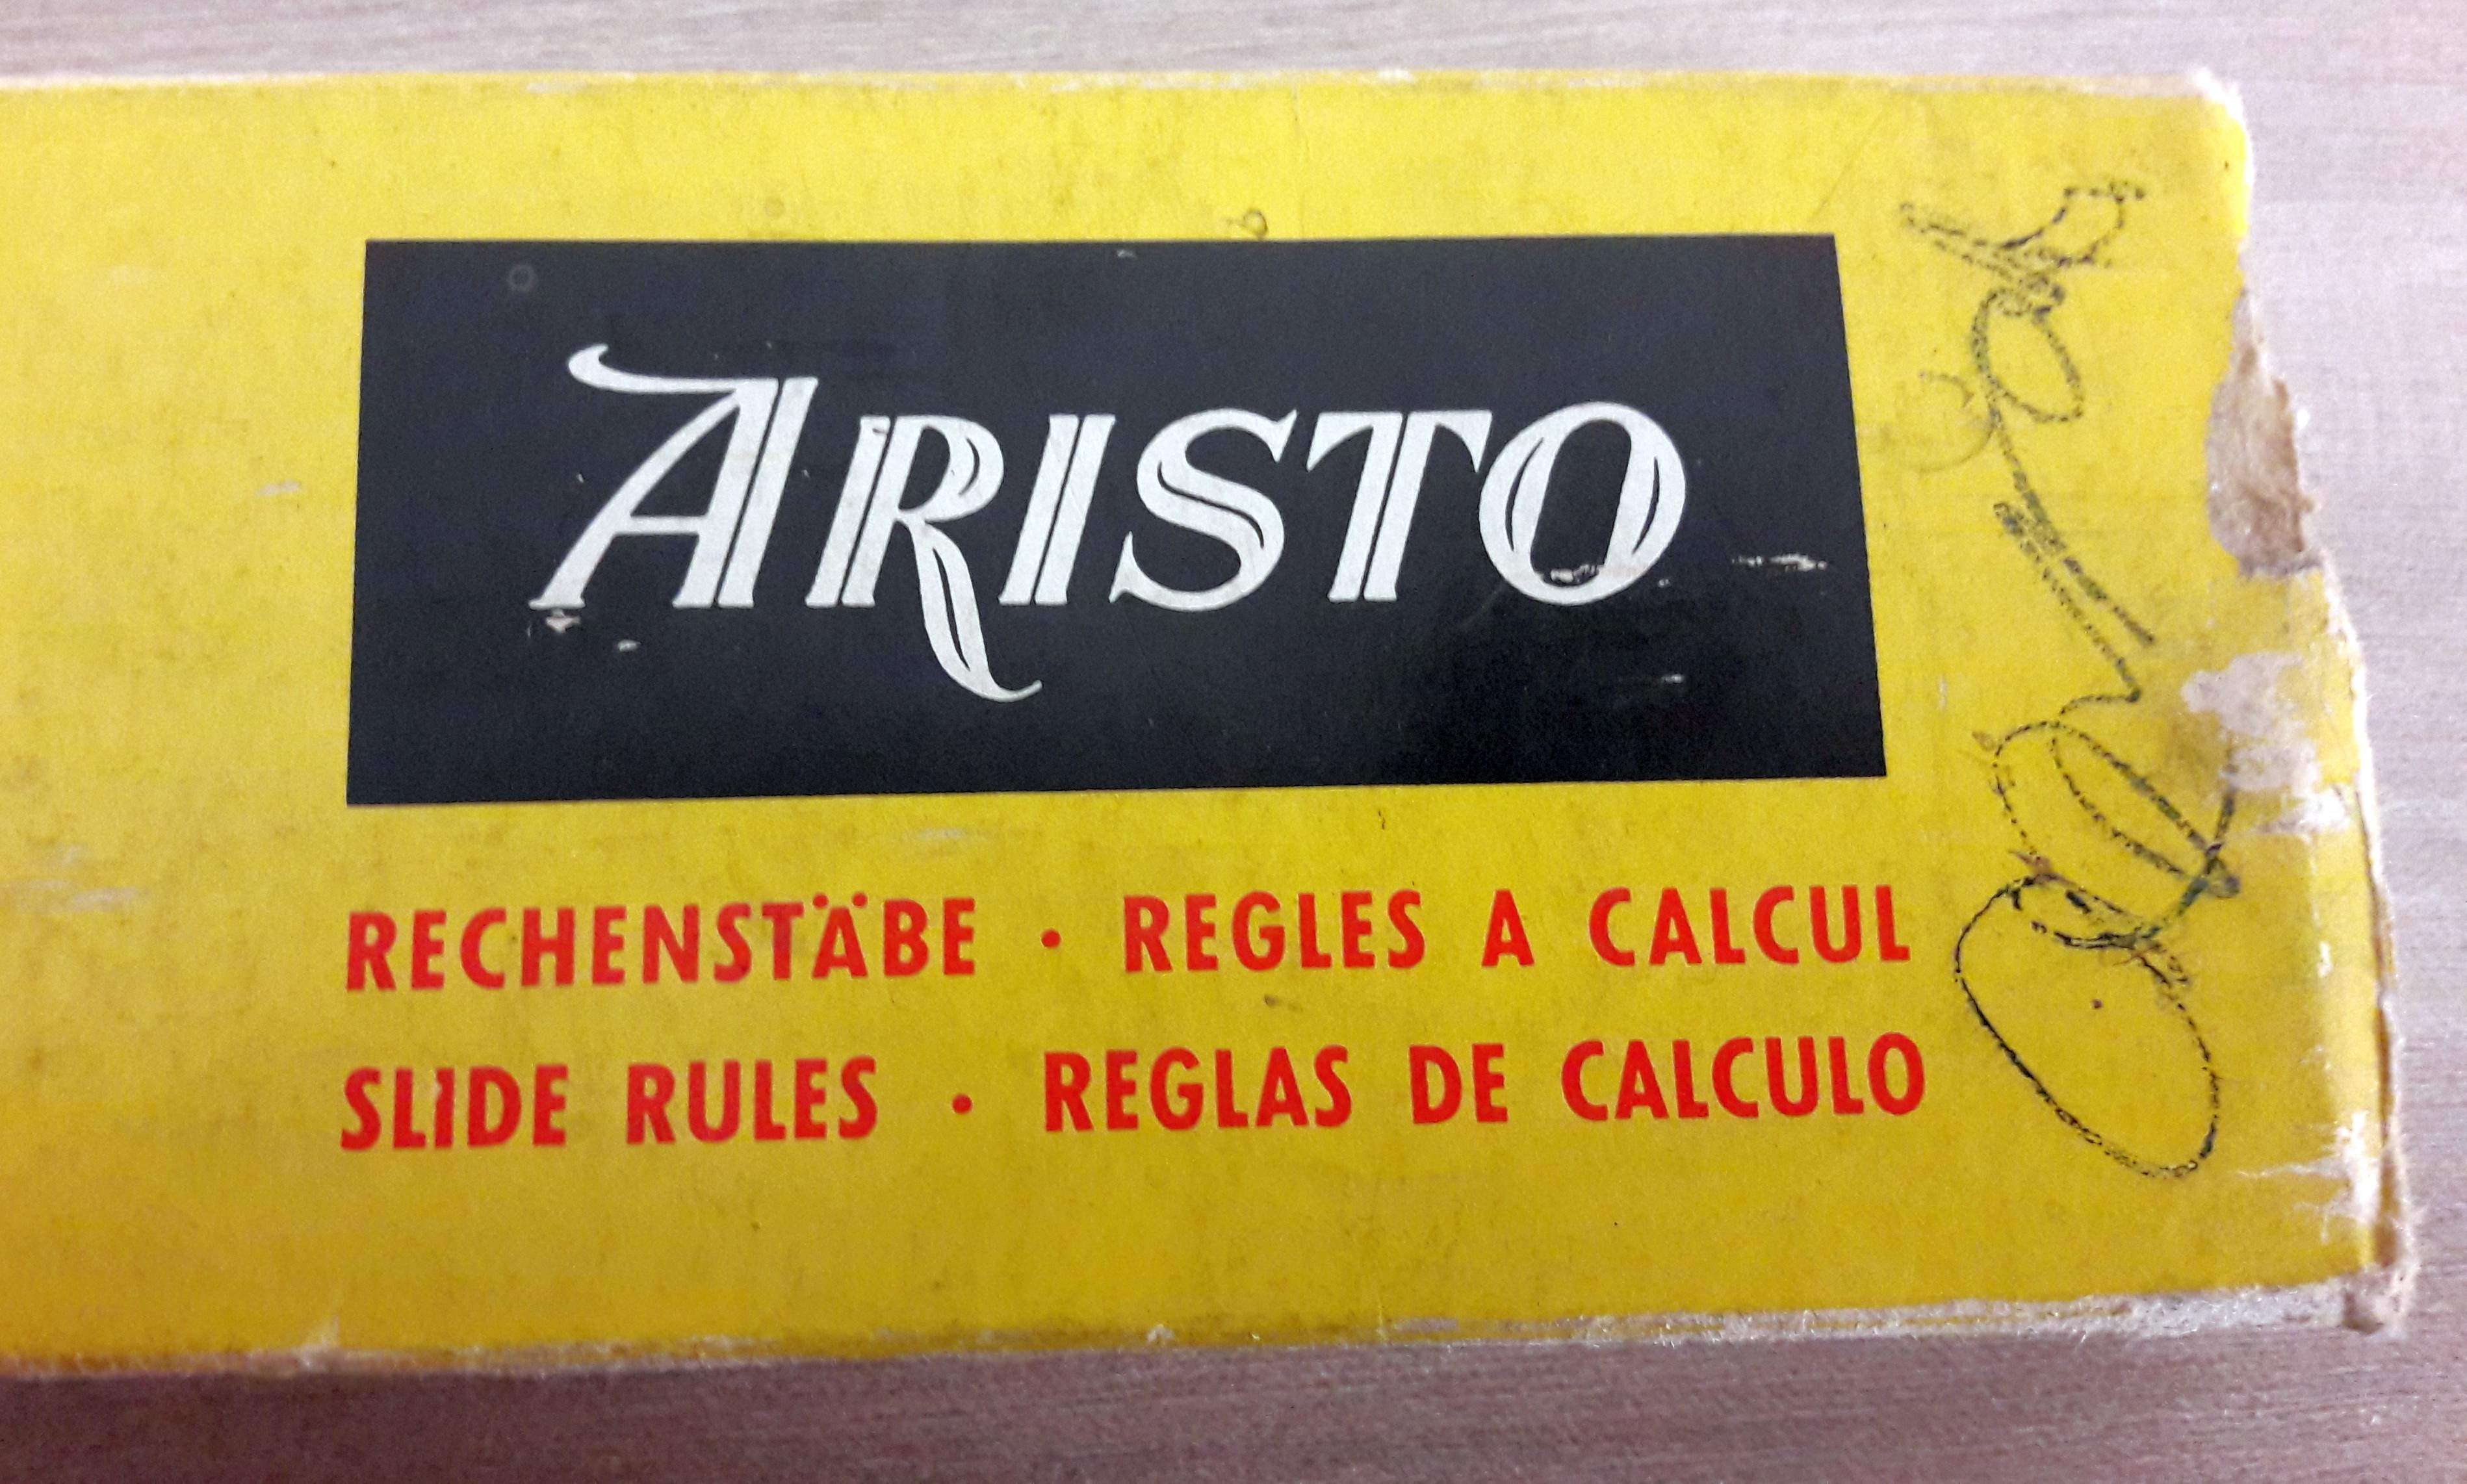 ARISTO
RECHENSTÄBE · REGLES A CALCUL
SLIDE RULES · REGLAS DE CALCULO